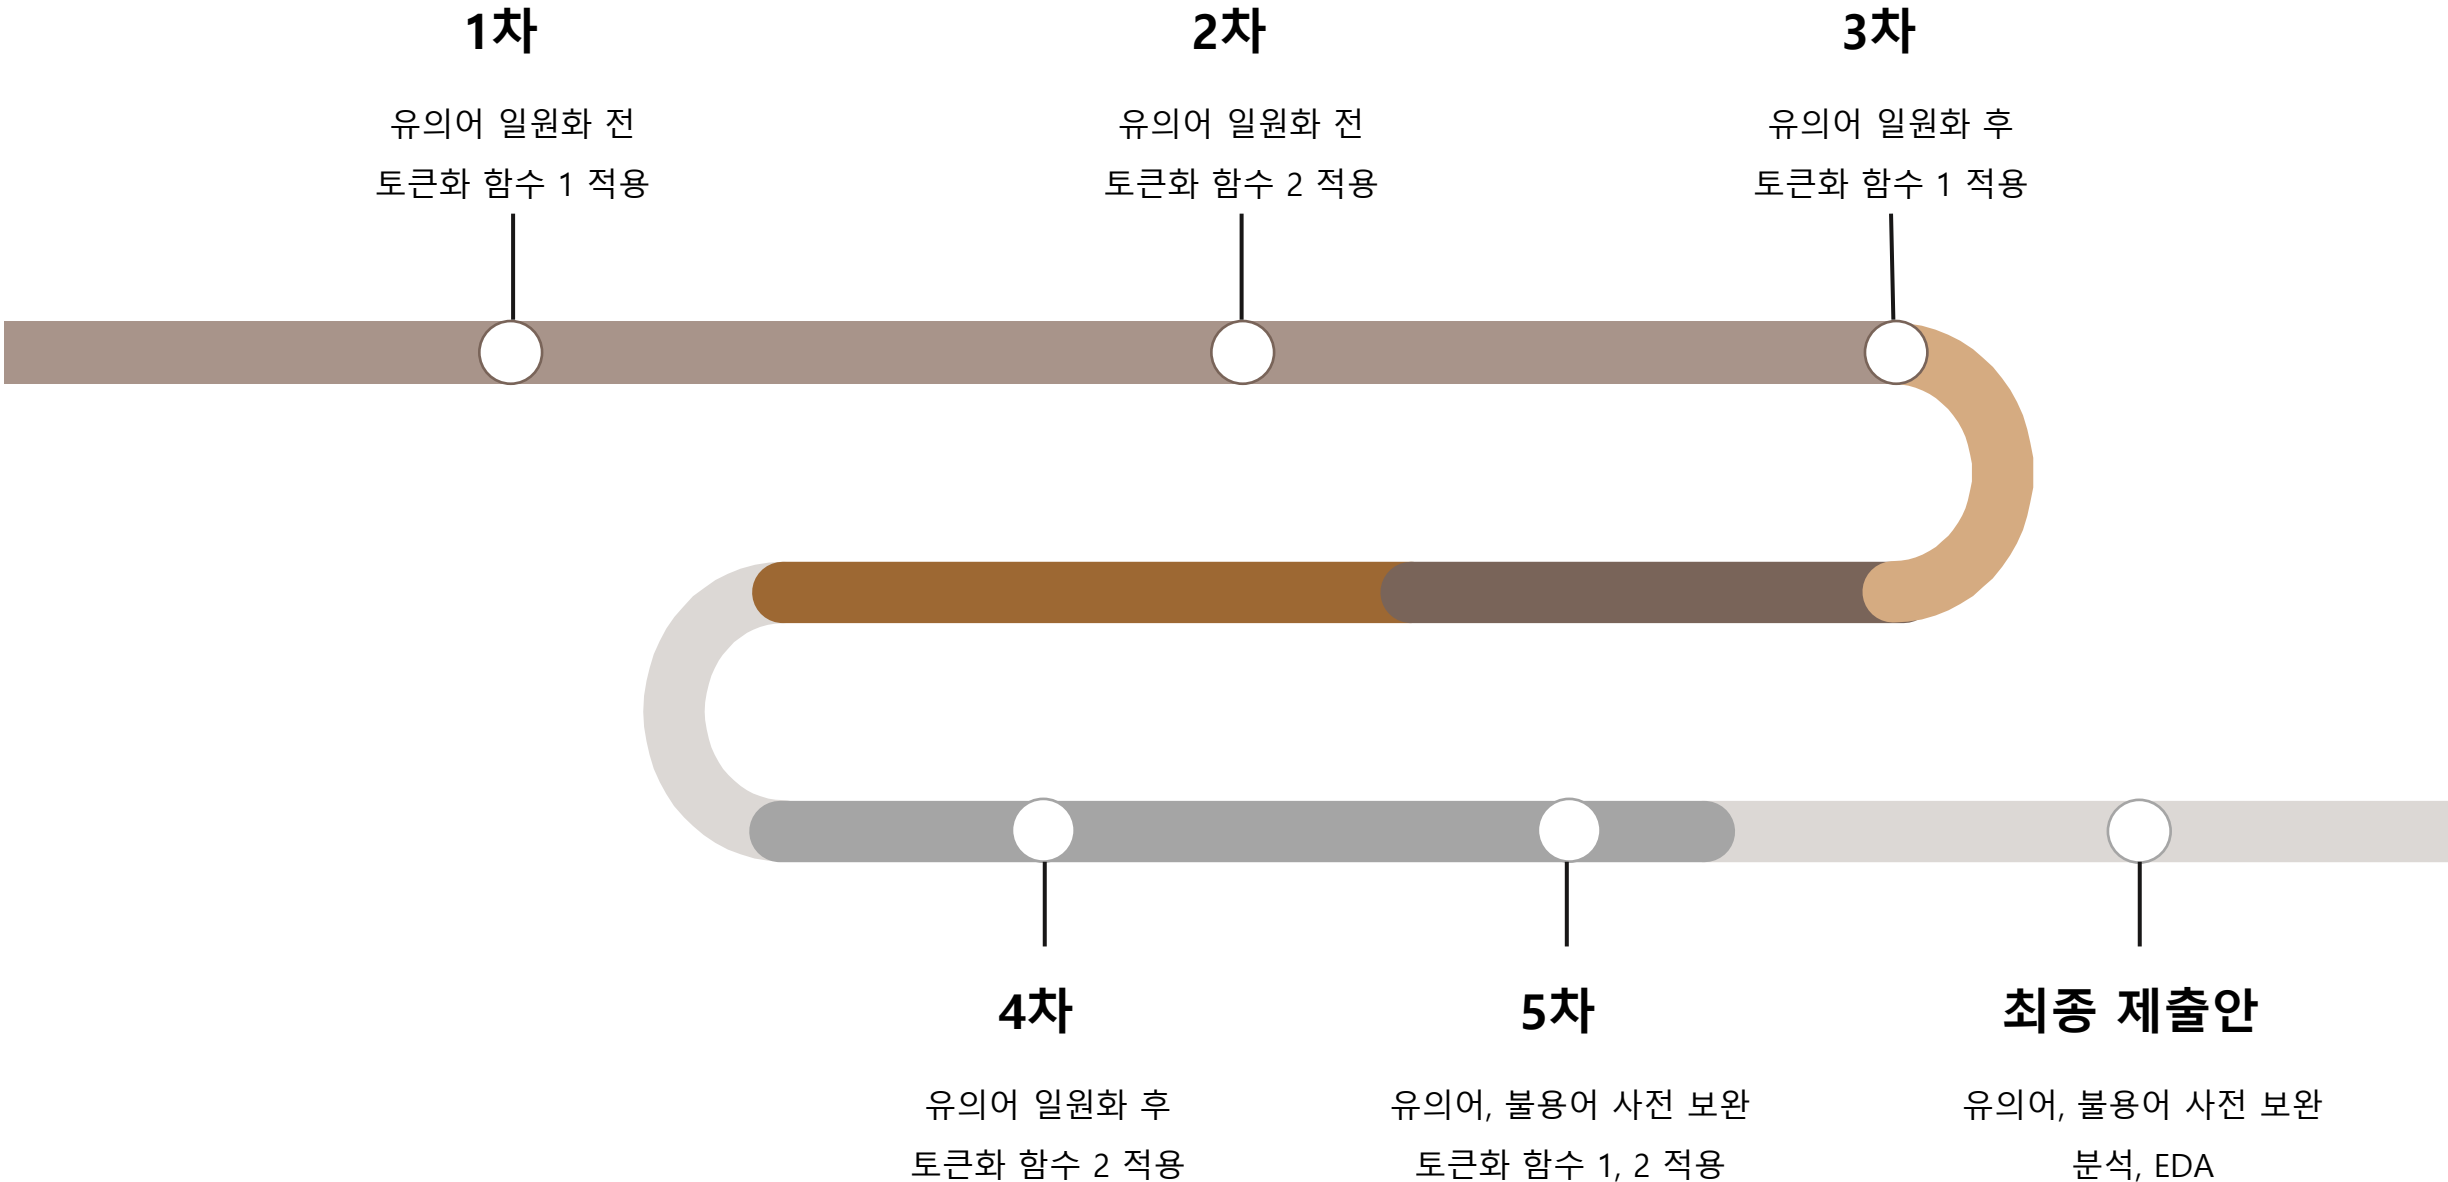 1차
유의어 일원화 전
토큰화 함수 1 적용
2차
유의어 일원화 전
토큰화 함수 2 적용
3차
유의어 일원화 후
토큰화 함수 1 적용
4차
유의어 일원화 후
토큰화 함수 2 적용
5차
유의어, 불용어 사전 보완
토큰화 함수 1, 2 적용
최종 제출안
유의어, 불용어 사전 보완
분석, EDA